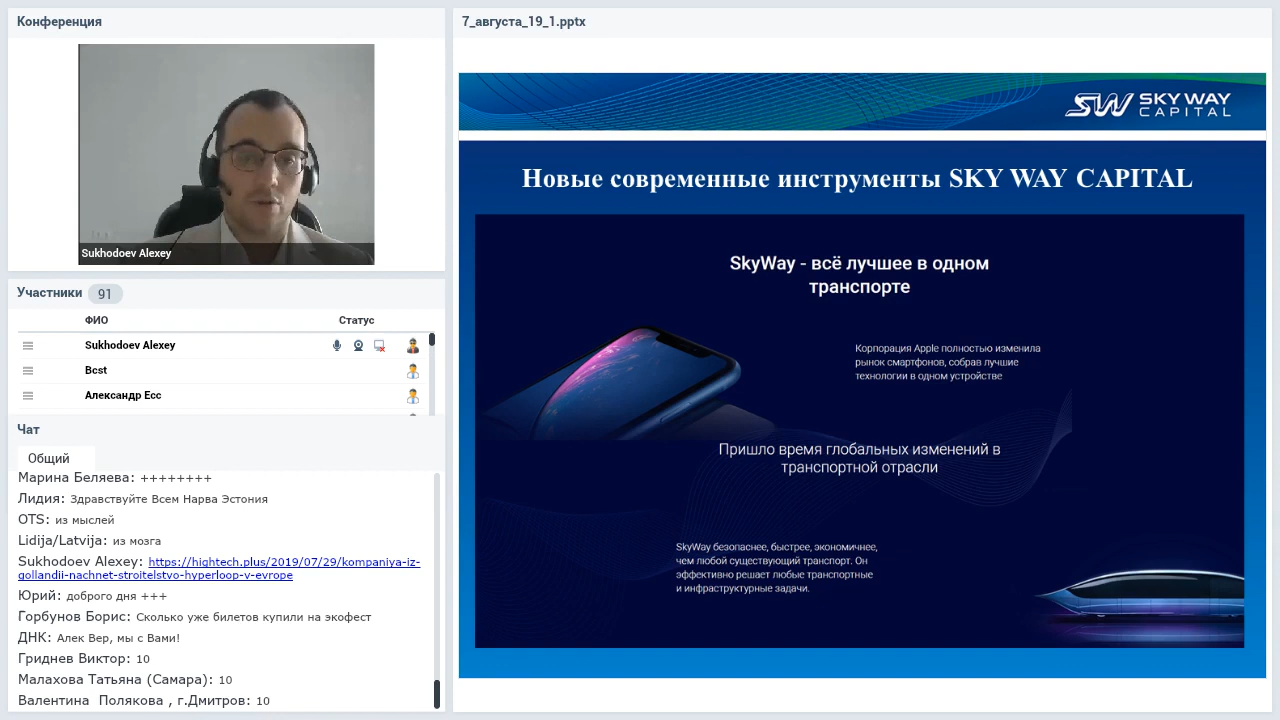 Конференция
Sukhodoev Alexey
Участники 91
ФИО Статус
Sukhodoev Alexey
Bcst
Александр Есс
Чат
Общий
Марина Беляева: ++++++++
Лидия: Здравствуйте Всем Нарва Эстония
OTS: из мыслей
Lidija/Latvija: из мозга
Sukhodoev Alexey: https://hightech.plus/2019/07/29/kompaniya-iz-
gollandii-nachnet-stroitelstvo-hyperloop-v-evrope
Юрий: доброго дня +++
Горбунов Борис: Сколько уже билетов купили на экофест
ДНК: Алек Вер, мы с Вами!
Гриднев Виктор: 10
Малахова Татьяна (Самара): 10
Валентина Полякова , г.Дмитров: 10
7_августа_19_1.pptx
SW SKY WAY
CAPITAL
Новые современные инструменты SKY WAY CAPITAL
SkyWay - всё лучшее в одном
транспорте
Корпорация Apple полностью изменила
рынок смартфонов, собрав лучшие
технологии в одном устройстве
Пришло время глобальных изменений в
транспортной отрасли
SkyWay безопаснее, быстрее, экономичнее,
чем любой существующий транспорт. Он
эффективно решает любые транспортные
и инфраструктурные задачи.